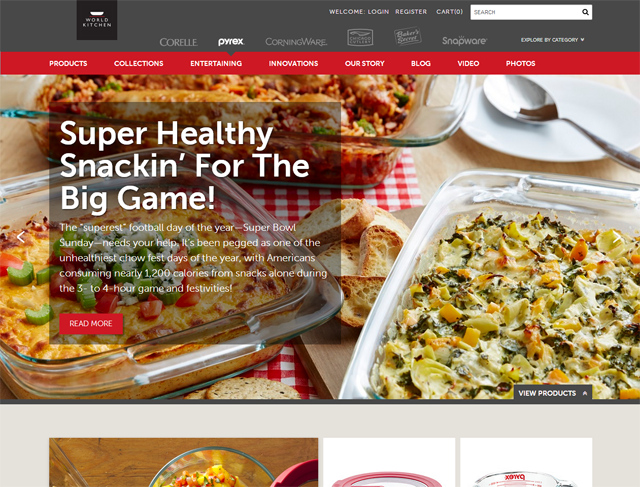 WELCOME: LOGIN REGISTER CART(0) SEARCH
WORLD
KITCHEN
CORELLE pyrex CORNINGWARE CHICAGO CUTLERY Baker's Secret Snapware EXPLORE BY CATEGORY
PRODUCTS COLLECTIONS ENTERTAINING INNOVATIONS OUR STORY BLOG VIDEO PHOTOS
Super Healthy
Snackin' For The
Big Game!
The "superest" football day of the year—Super Bowl
Sunday—needs your help. It's been pegged as one of the
unhealthiest chow fest days of the year, with Americans
consuming nearly 1,200 calories from snacks alone during
the 3- to 4-hour game and festivities!
READ MORE
VIEW PRODUCTS
PYREX